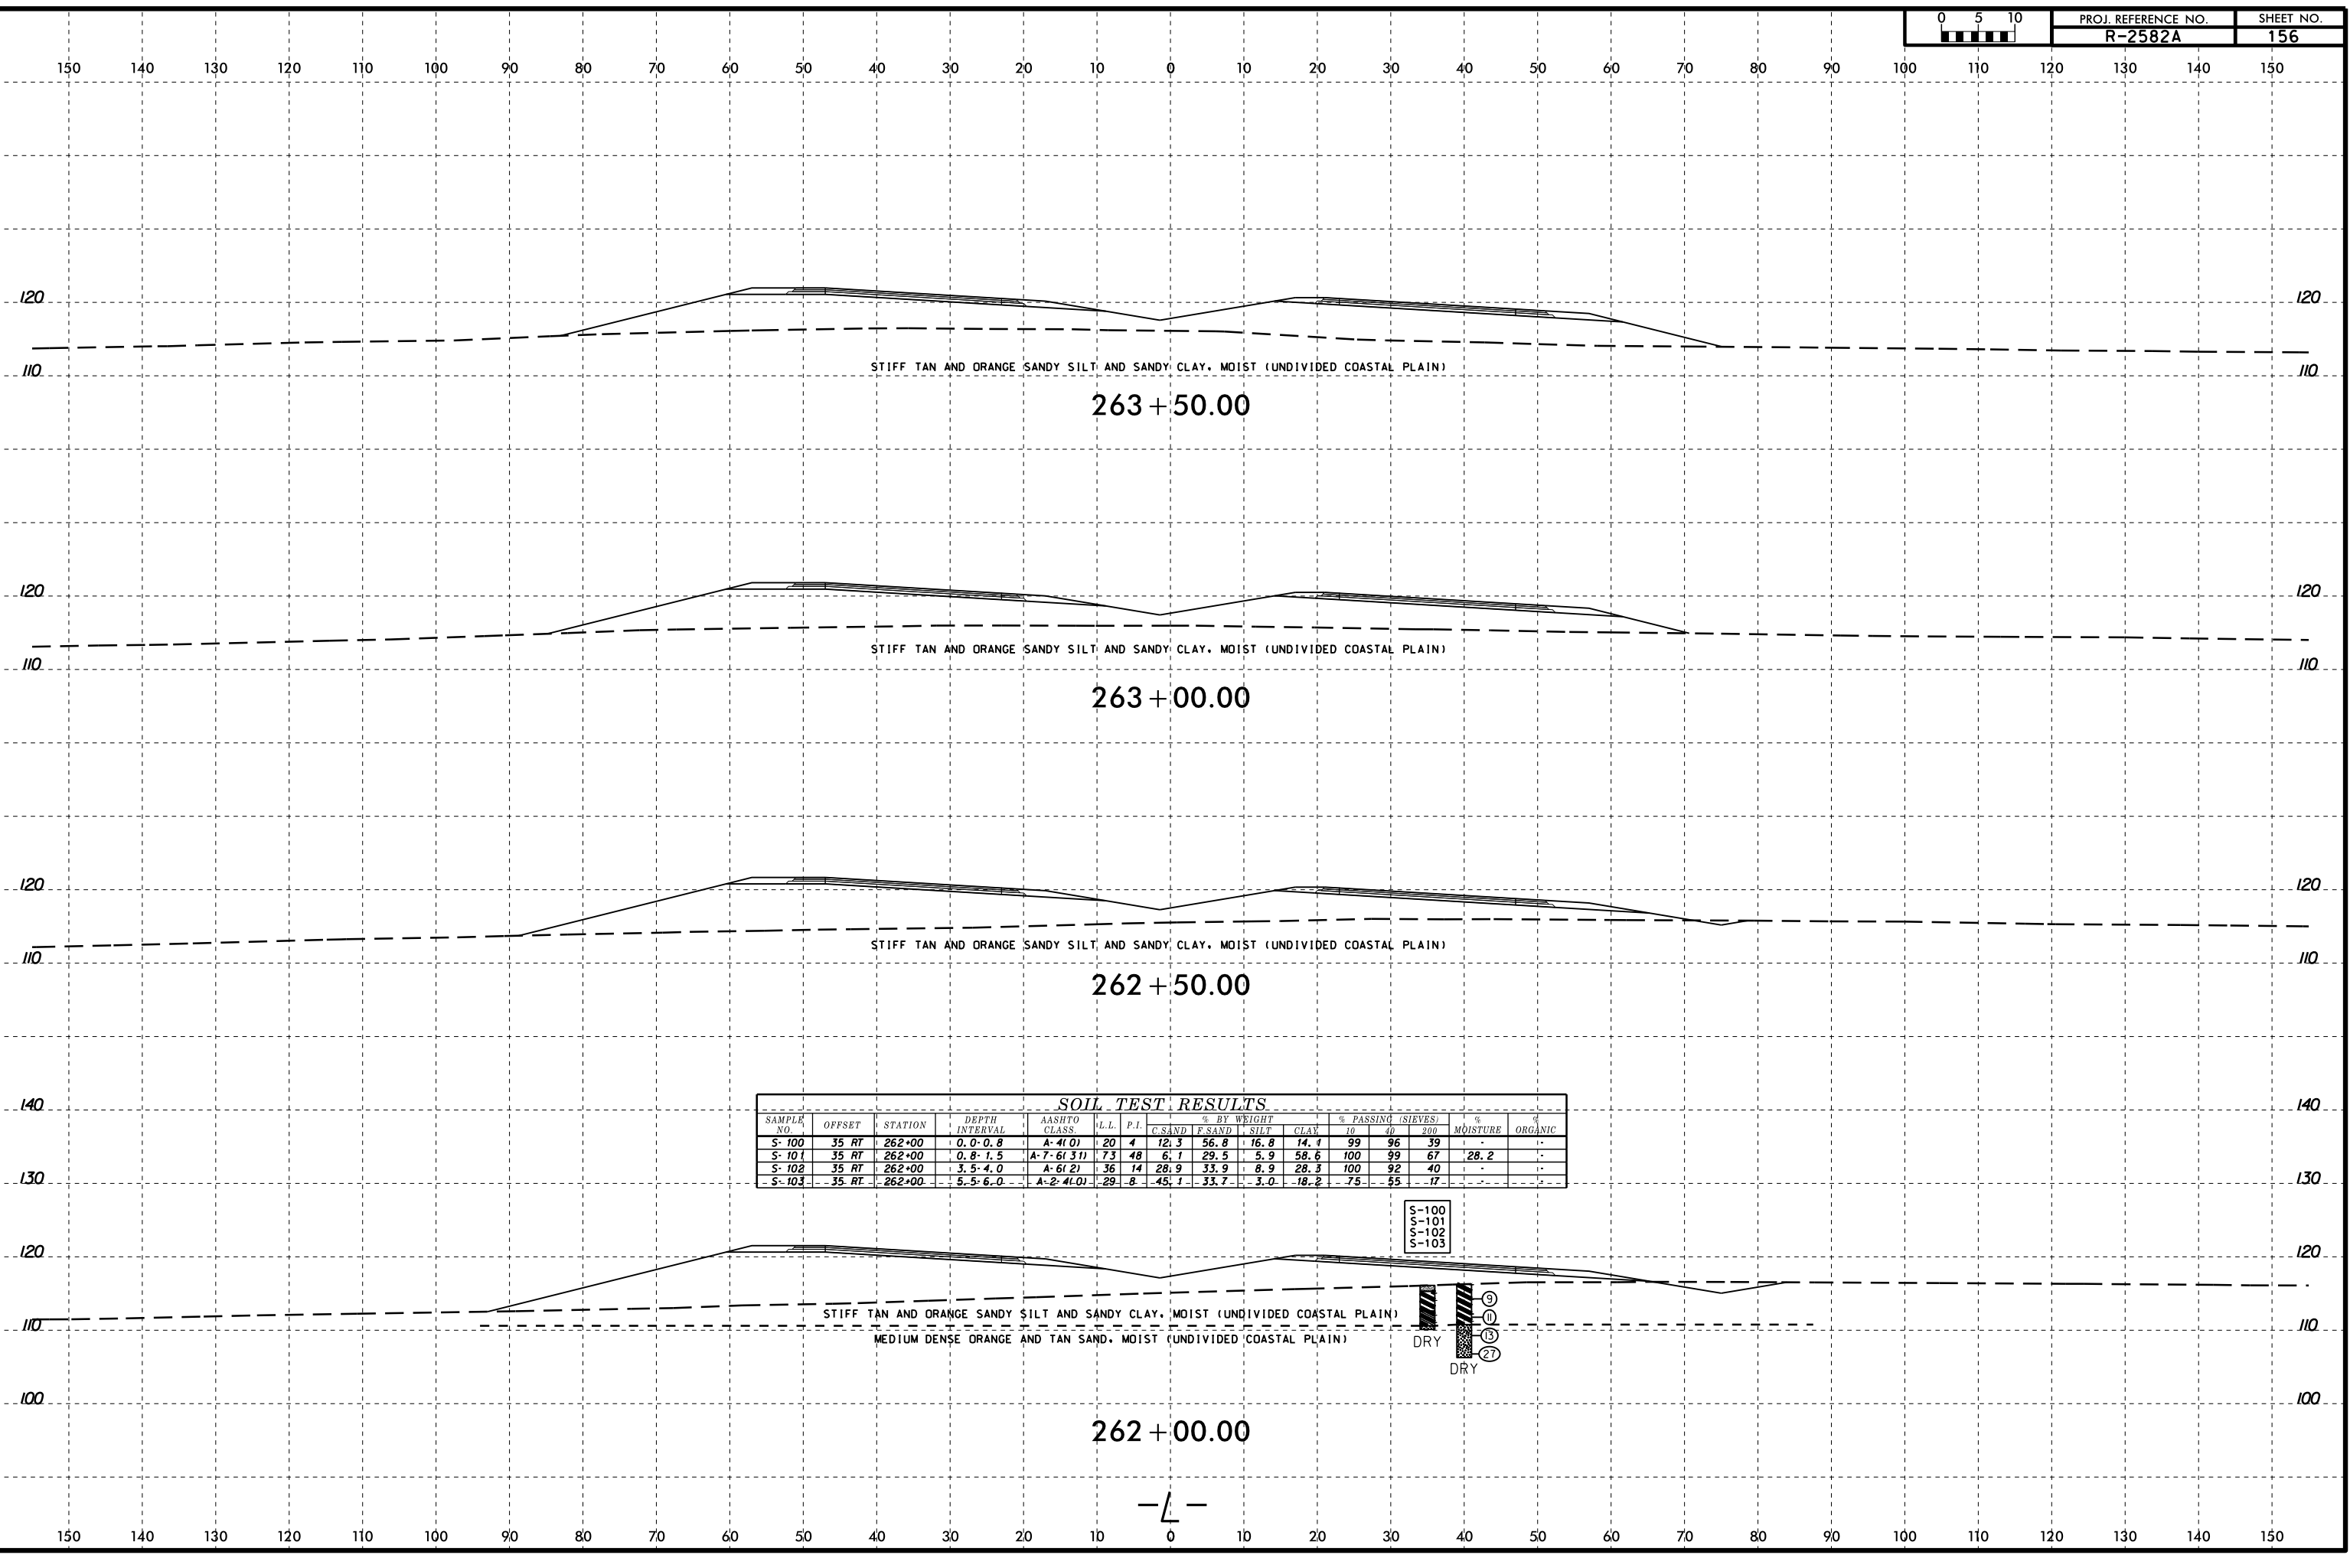 0 5 10
PROJ. REFERENCE NO. SHEET NO.
R-2582A 156
150 140 130 120 110 100 90 80 70 60 50 40 30 20 10 0 10 20 30 40 50 60 70 80 90 100 110 120 130 140 150
120 120
110 110
STIFF TAN AND ORANGE SANDY SILT AND SANDY CLAY, MOIST (UNDIVIDED COASTAL PLAIN)
263+50.00
120 120
STIFF TAN AND ORANGE SANDY SILT AND SANDY CLAY, MOIST (UNDIVIDED COASTAL PLAIN)
110 110
263+00.00
120 120
STIFF TAN AND ORANGE SANDY SILT AND SANDY CLAY, MOIST (UNDIVIDED COASTAL PLAIN)
110 110
262+50.00
140 140
SOIL TEST RESULTS
SAMPLE NO. OFFSET STATION DEPTH INTERVAL AASHTO CLASS. L.L. P.I. % BY WEIGHT % PASSING (SIEVES) % MOISTURE % ORGANIC
C.SAND F.SAND SILT CLAY 10 40 200
S-100 35 RT 262+00 0.0-0.8 A-4(0) 20 4 12.3 56.8 16.8 14.1 99 96 39 - -
S-101 35 RT 262+00 0.8-1.5 A-7-6(31) 73 48 6.1 29.5 5.9 58.6 100 99 67 28.2 -
S-102 35 RT 262+00 3.5-4.0 A-6(2) 36 14 28.9 33.9 8.9 28.3 100 92 40 - -
S-103 35 RT 262+00 5.5-6.0 A-2-4(0) 29 8 45.1 33.7 3.0 18.2 75 55 17 - -
130 130
S-100
S-101
S-102
S-103
120 120
9
STIFF TAN AND ORANGE SANDY SILT AND SANDY CLAY, MOIST (UNDIVIDED COASTAL PLAIN)
11
110 110
13
MEDIUM DENSE ORANGE AND TAN SAND, MOIST (UNDIVIDED COASTAL PLAIN)
DRY
27
DRY
100 100
262+00.00
-L-
150 140 130 120 110 100 90 80 70 60 50 40 30 20 10 0 10 20 30 40 50 60 70 80 90 100 110 120 130 140 150